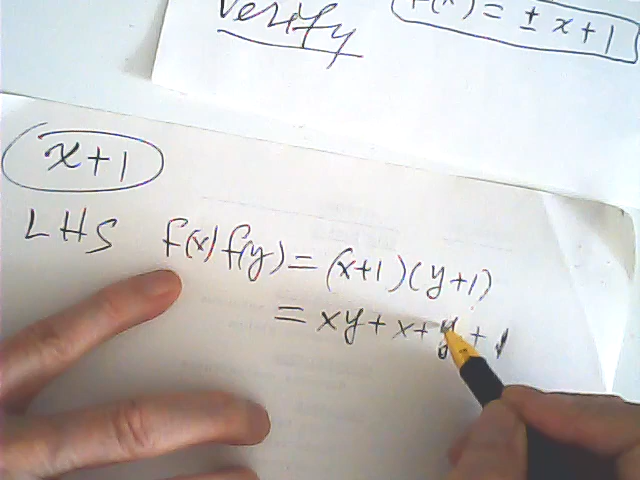 Verify
f(x) = ± x + 1
x+1
LHS f(x) f(y) = (x+1)(y+1)
= xy + x + y + 1